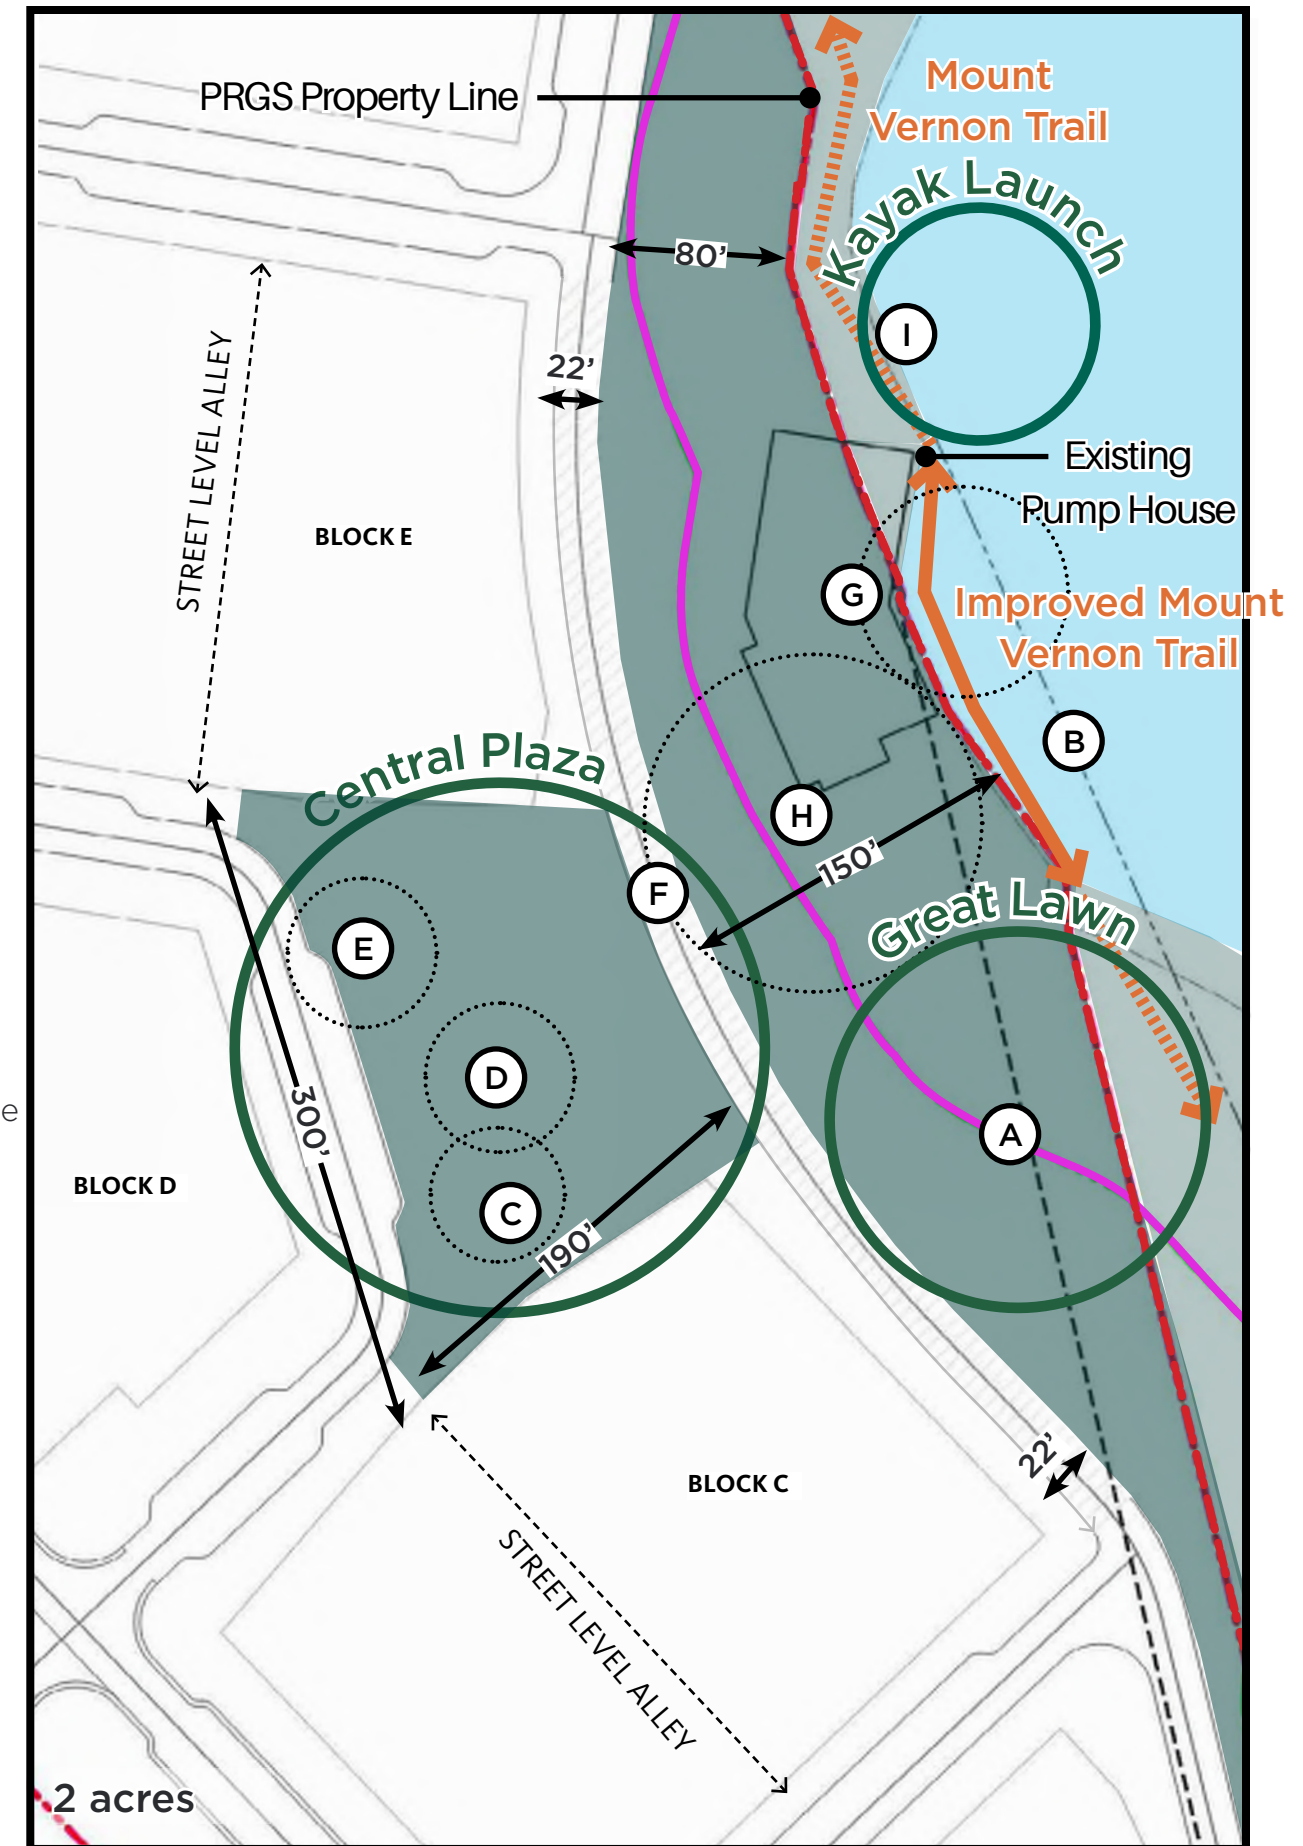 Mount
Vernon Trail
PRGS Property Line
Kayak Launch
80’
I
22’
STREET LEVEL ALLEY
Existing
Pump House
BLOCK E
G
Improved Mount
Vernon Trail
B
Central Plaza
H
150’
F
Great Lawn
E
D
300’
e
A
BLOCK D
C
190’
22’
BLOCK C
STREET LEVEL ALLEY
2 acres